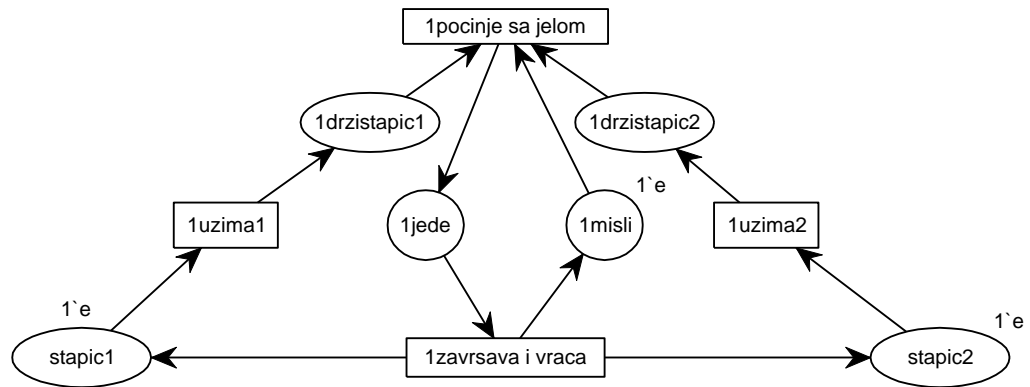 1pocinje sa jelom
1drzistapic1
1drzistapic2
1`e
1uzima1
1jede
1misli
1uzima2
1`e
1`e
stapic1
1zavrsava i vraca
stapic2